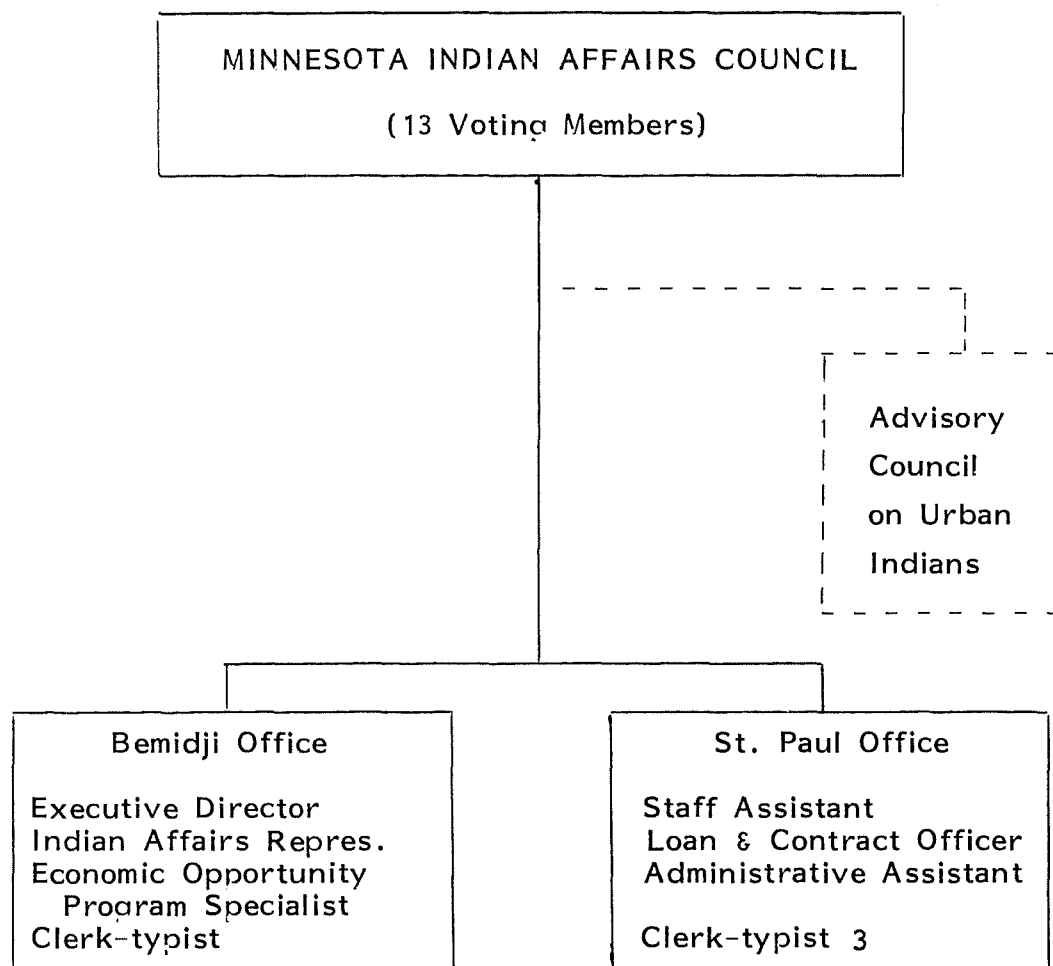 MINNESOTA INDIAN AFFAIRS COUNCIL
(13 Voting Members)
Advisory
Council
on Urban
Indians
Bemidji Office
Executive Director
Indian Affairs Repres.
Economic Opportunity
Program Specialist
Clerk-typist
St. Paul Office
Staff Assistant
Loan & Contract Officer
Administrative Assistant
Clerk-typist 3